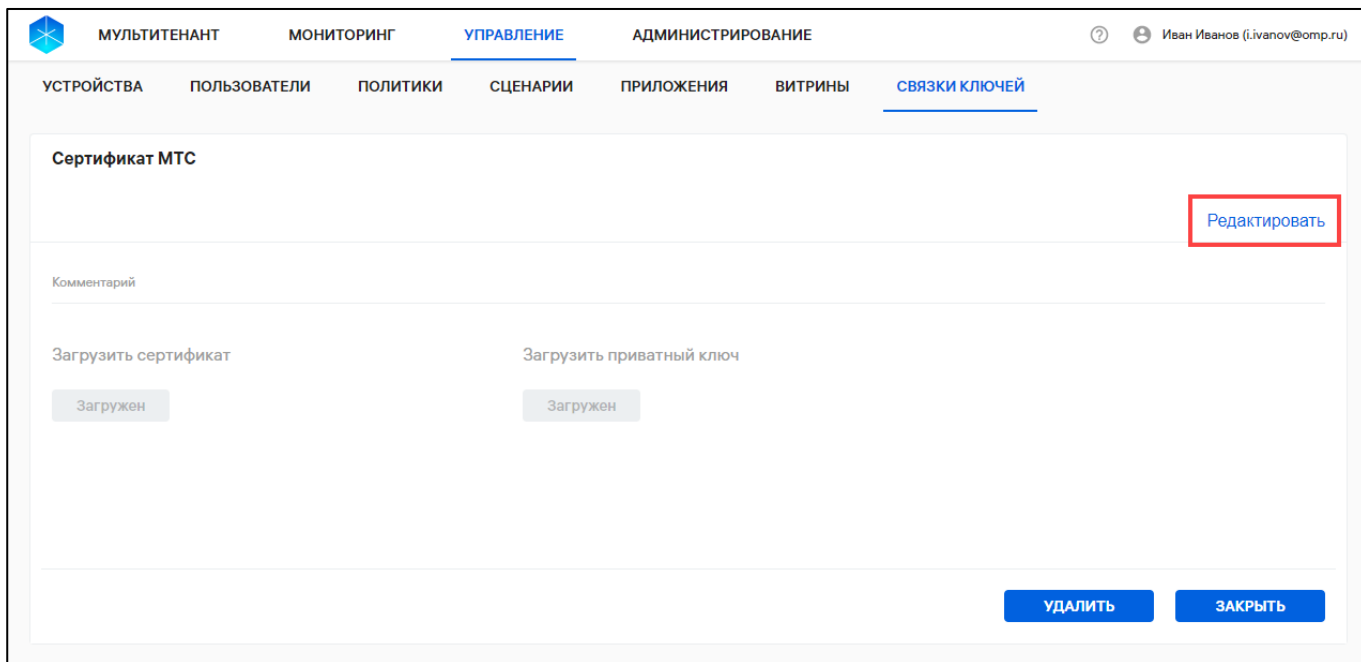 МУЛЬТИТЕНАНТ МОНИТОРИНГ УПРАВЛЕНИЕ АДМИНИСТРИРОВАНИЕ ? Иван Иванов (i.ivanov@omp.ru)
УСТРОЙСТВА ПОЛЬЗОВАТЕЛИ ПОЛИТИКИ СЦЕНАРИИ ПРИЛОЖЕНИЯ ВИТРИНЫ СВЯЗКИ КЛЮЧЕЙ
Сертификат МТС
Редактировать
Комментарий
Загрузить сертификат Загрузить приватный ключ
Загружен Загружен
УДАЛИТЬ ЗАКРЫТЬ